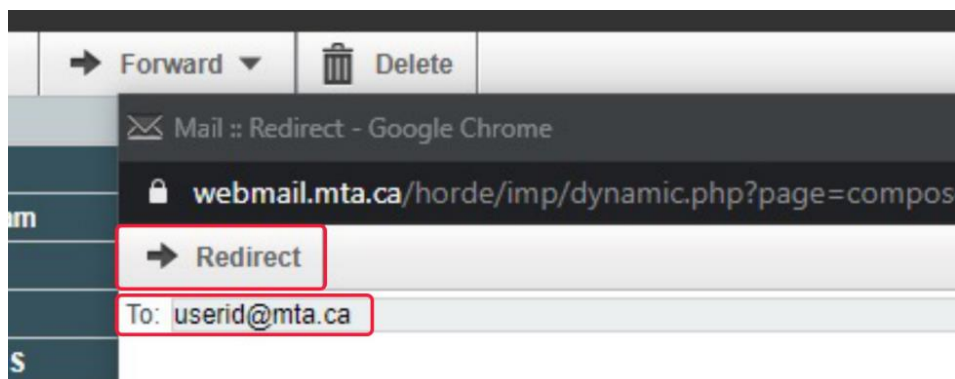 Forward Delete
Mail :: Redirect - Google Chrome
webmail.mta.ca/horde/imp/dynamic.php?page=compos
am
Redirect
To: userid@mta.ca
S